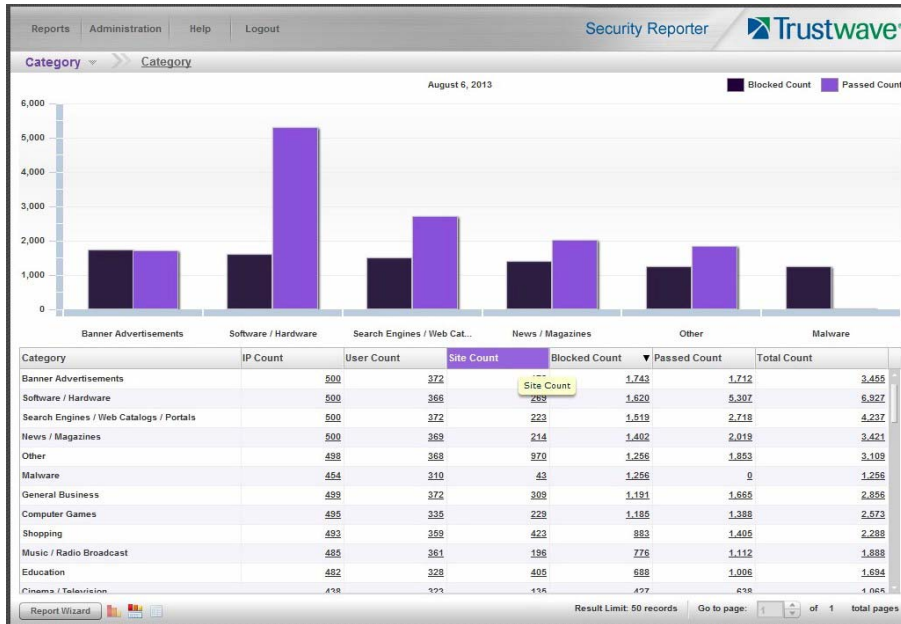 Reports Administration Help Logout Security Reporter Trustwave
Category Category
August 6, 2013 Blocked Count Passed Count
6,000
5,000
4,000
3,000
2,000
1,000
0
Banner Advertisements Software / Hardware Search Engines / Web Cat... News / Magazines Other Malware
Category IP Count User Count Site Count Blocked Count ▼ Passed Count Total Count
Banner Advertisements 500 372 1,743 1,712 3,455
Site Count
Software / Hardware 500 366 269 1,620 5,307 6,927
Search Engines / Web Catalogs / Portals 500 372 223 1,519 2,718 4,237
News / Magazines 500 369 214 1,402 2,019 3,421
Other 498 368 970 1,256 1,853 3,109
Malware 454 310 43 1,256 0 1,256
General Business 499 372 309 1,191 1,665 2,856
Computer Games 495 335 229 1,185 1,388 2,573
Shopping 493 359 423 883 1,405 2,288
Music / Radio Broadcast 485 361 196 776 1,112 1,888
Education 482 328 405 688 1,006 1,694
Cinema / Television 438 323 135 427 638 1,065
Report Wizard Result Limit: 50 records Go to page: 1 of 1 total pages